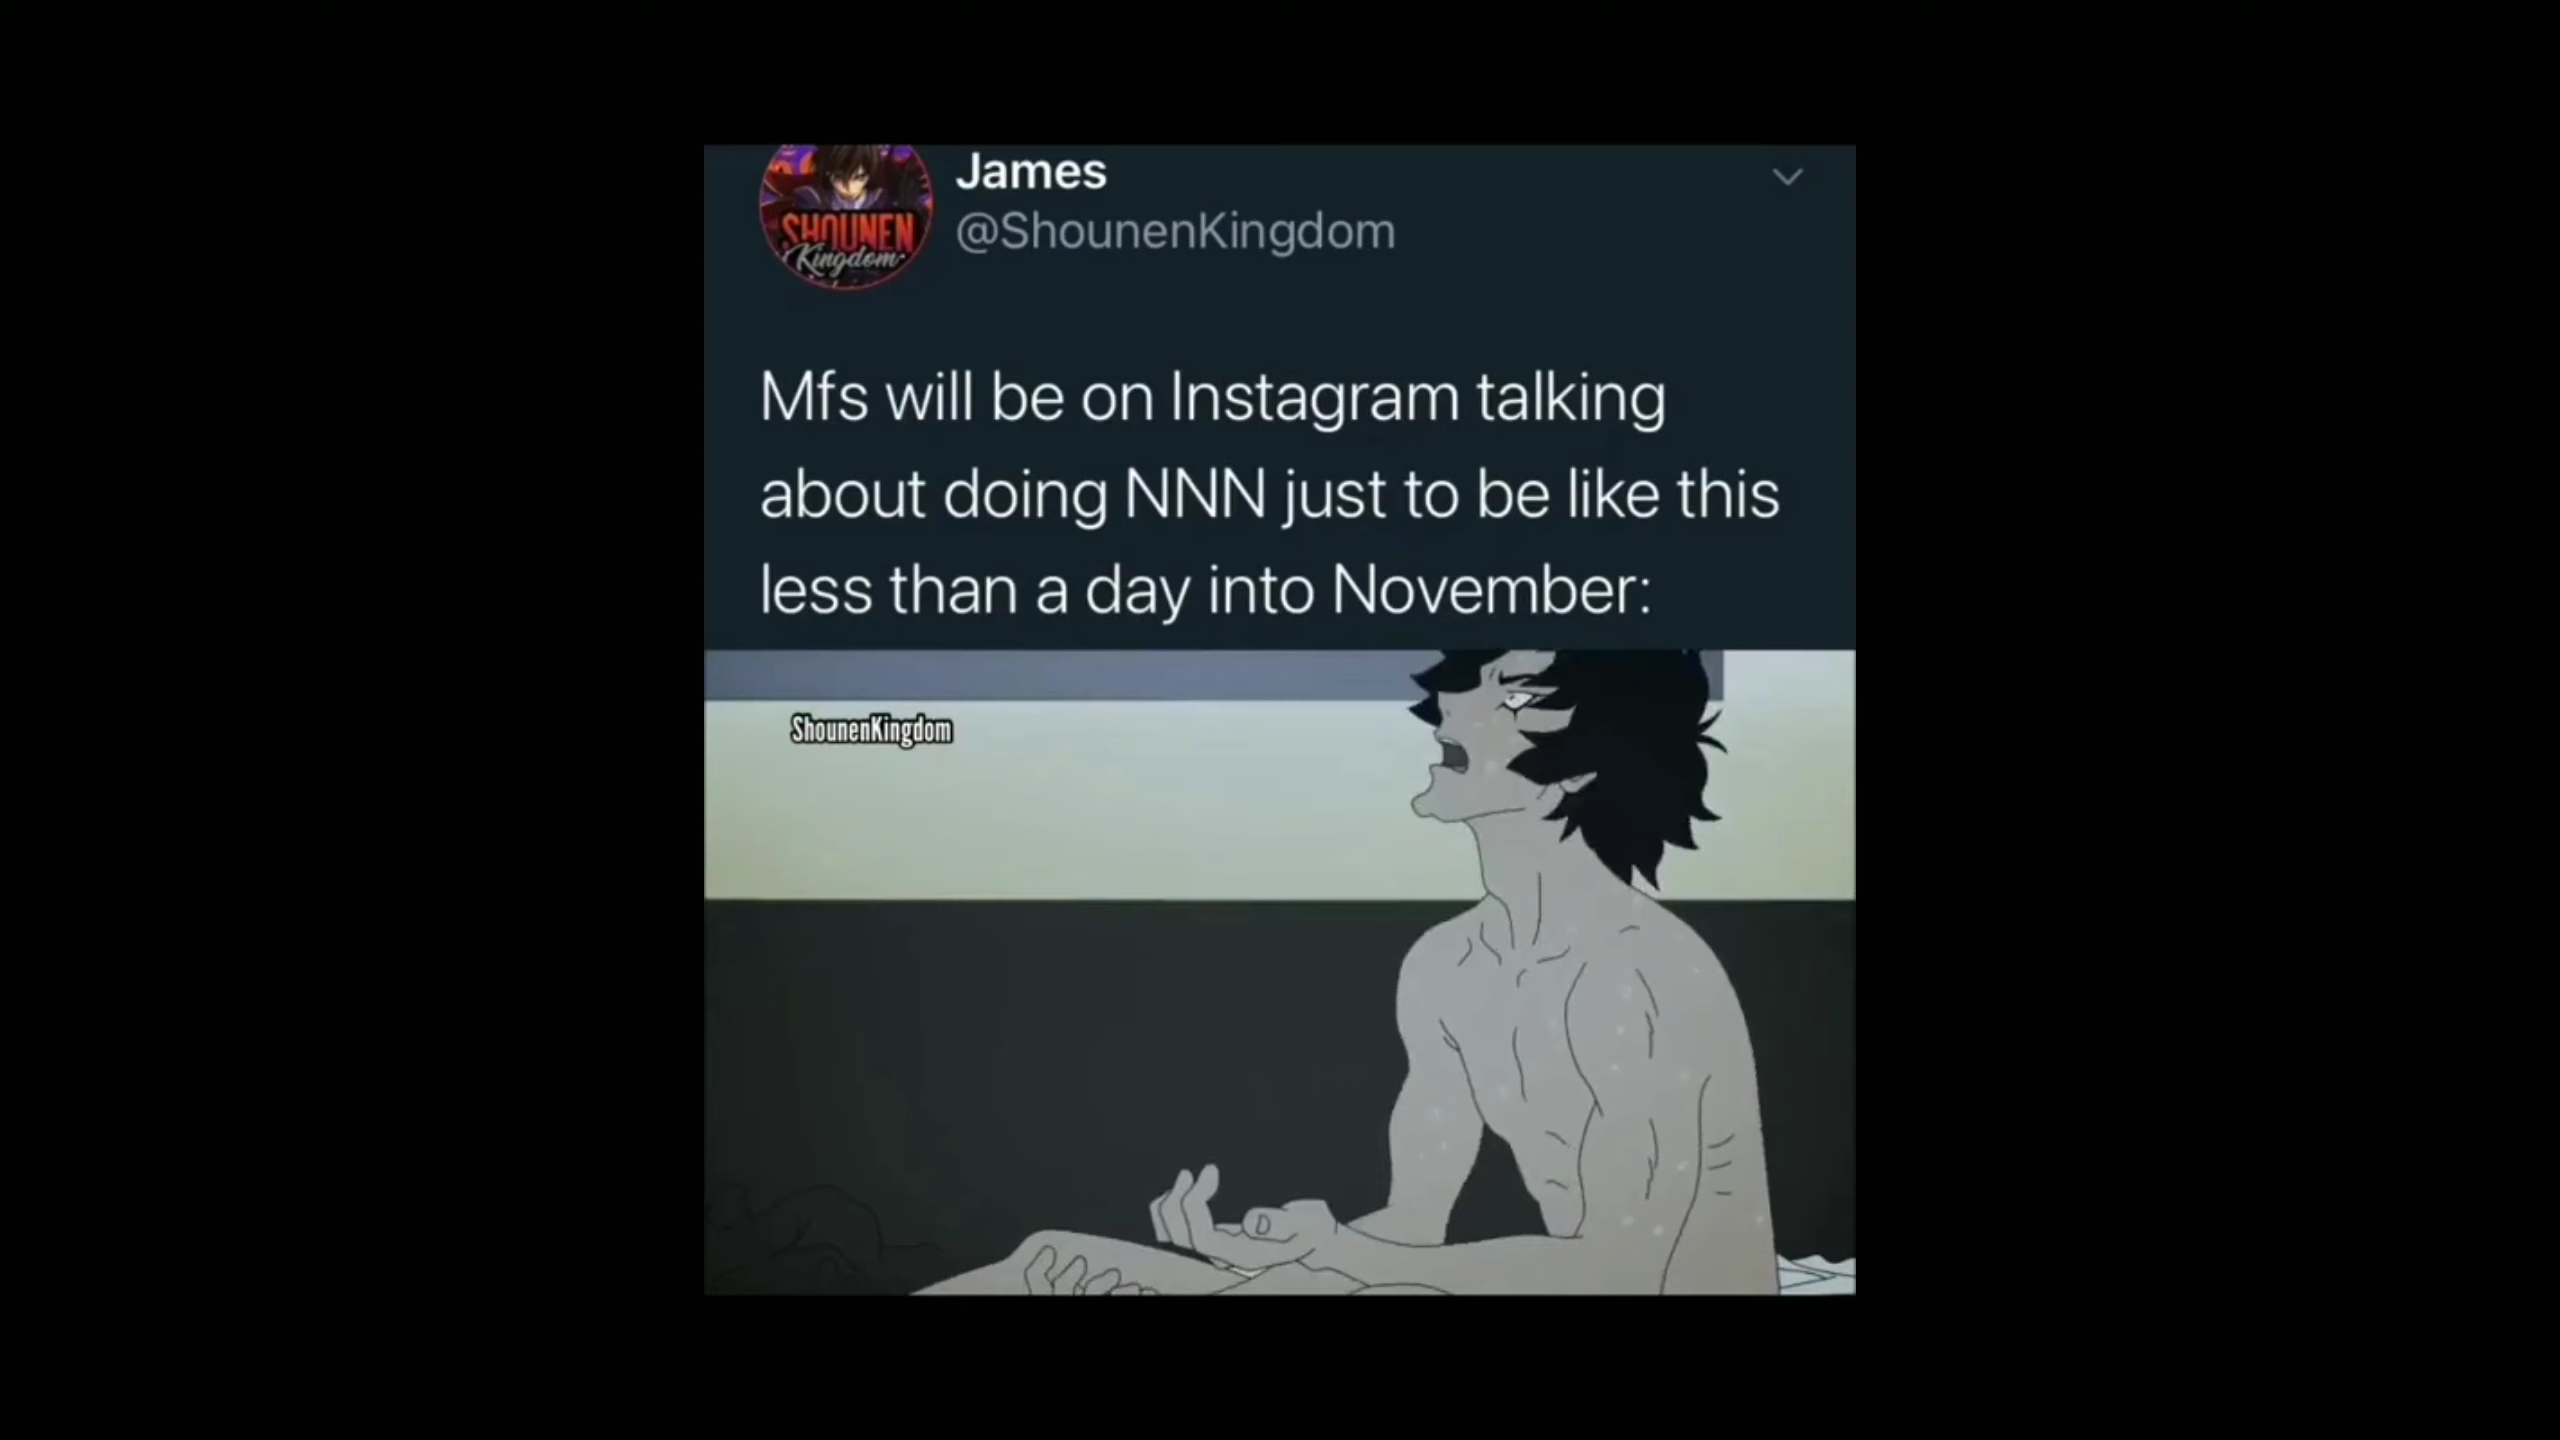 James
@ShounenKingdom
SHOUNEN
Kingdom
Mfs will be on Instagram talking
about doing NNN just to be like this
less than a day into November:
ShounenKingdom